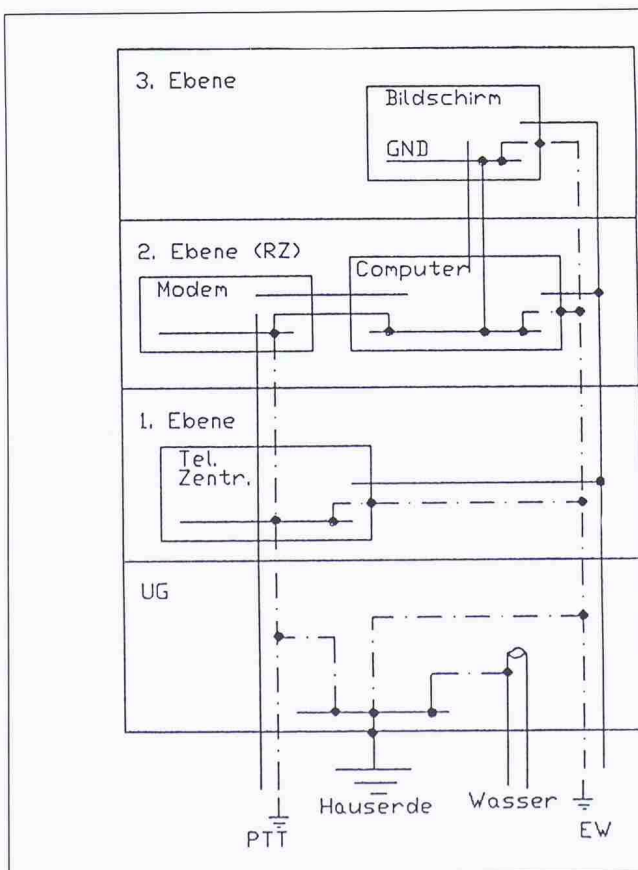 3. Ebene
Bildschirm
GND
2. Ebene (RZ)
Modem
Computer
1. Ebene
Tel.
Zentr.
UG
Hauserde
Wasser
PTT
EW